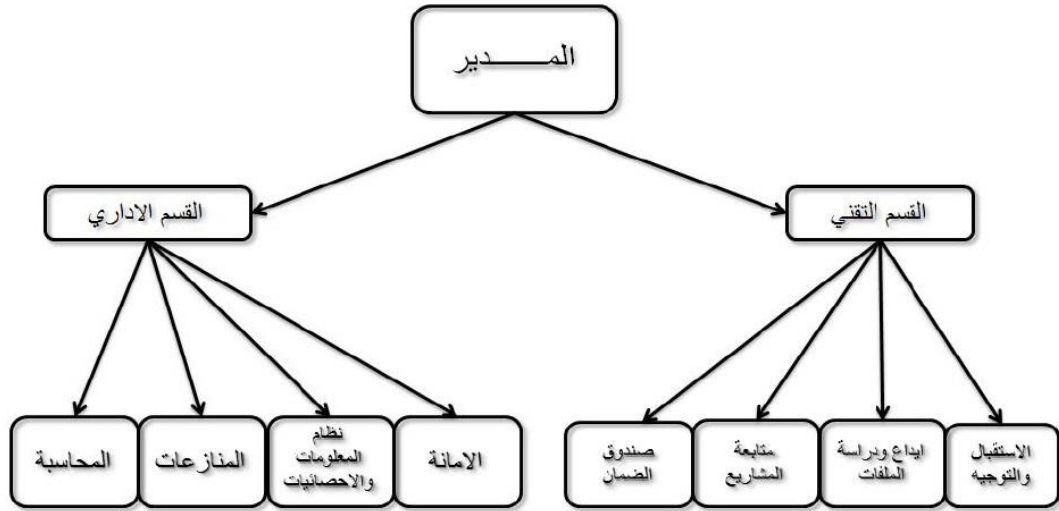 المـــــدير
القسم التقني
القسم الاداري
الاستقبال
والتوجيه
ايداع ودراسة
الملفات
متابعة
المشاريع
صندوق
الضمان
الامانة
نظام
المعلومات
والاحصائيات
المنازعات
المحاسبة